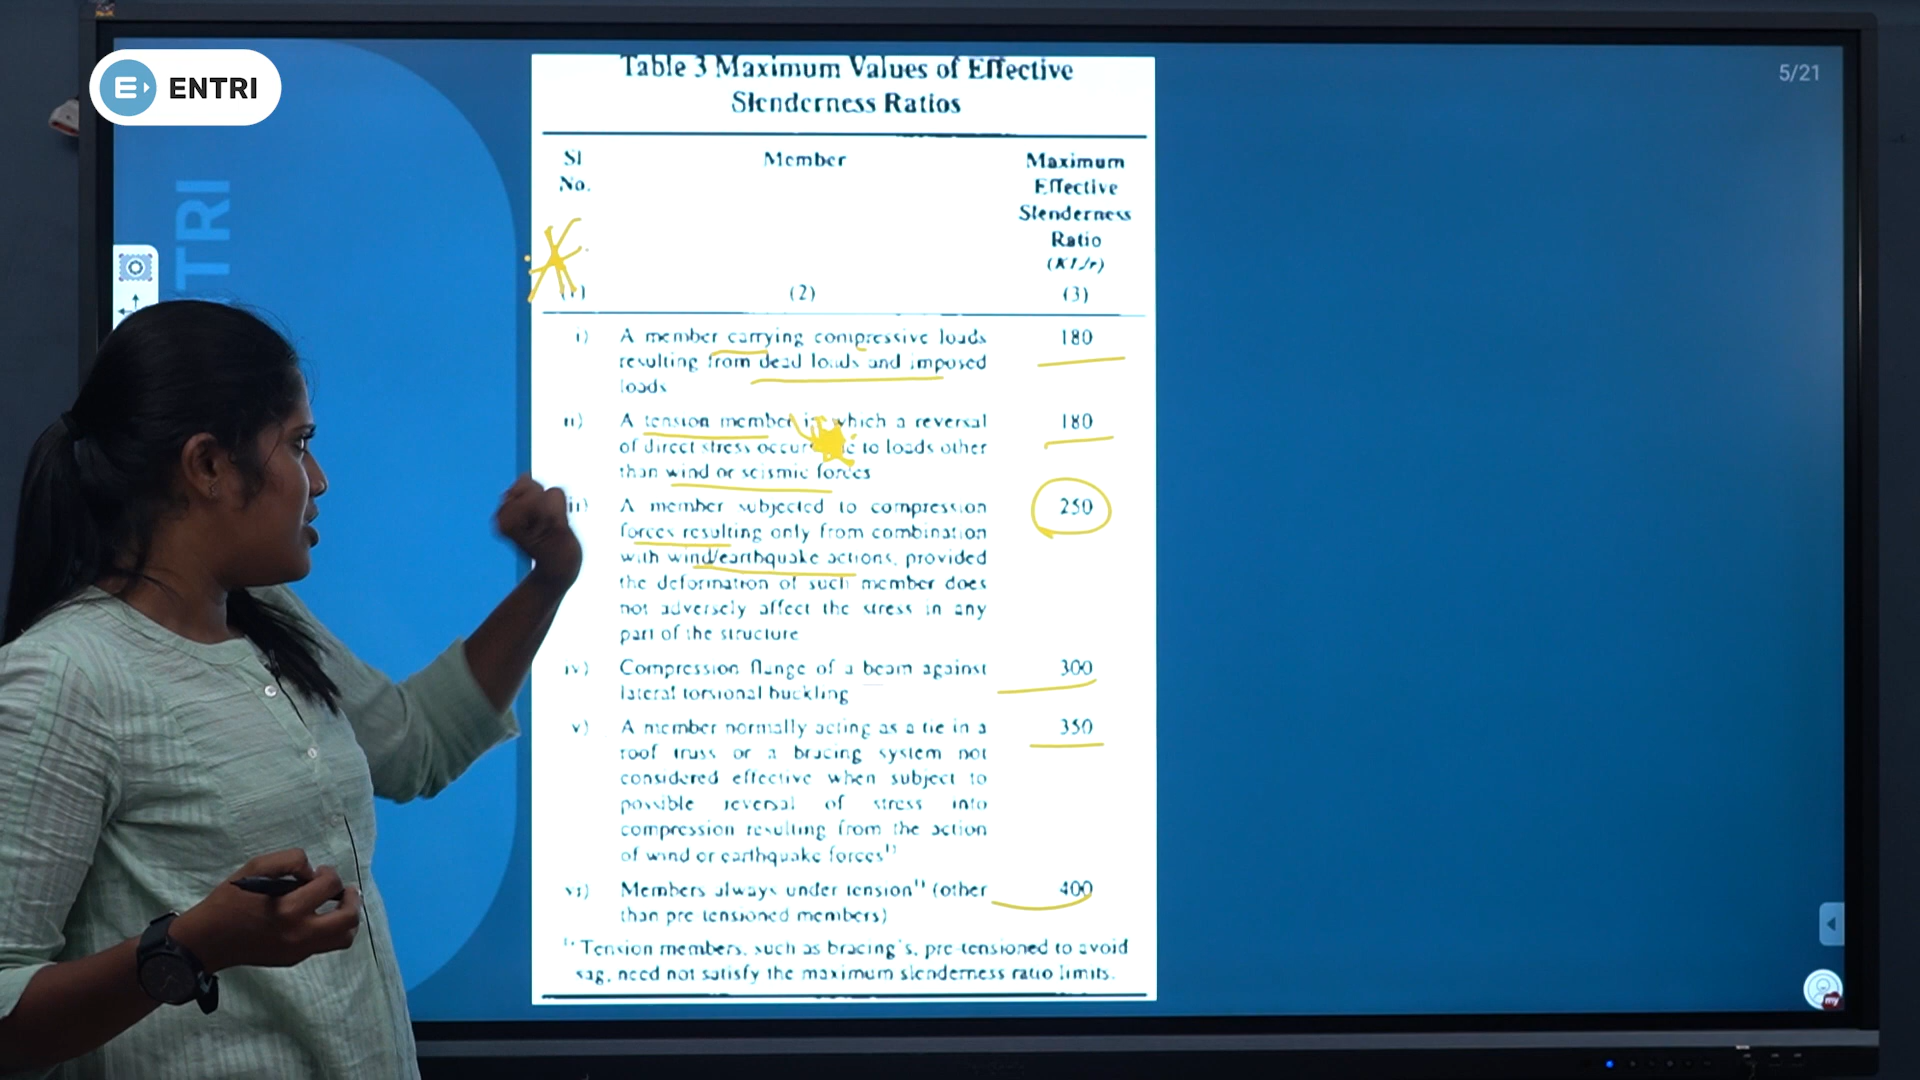 ENTRI
5/21
TRI
Table 3 Maximum Values of Effective
Slenderness Ratios
Sl
No.
Member
Maximum
Effective
Slenderness
Ratio
(KL/r)
(2)
(3)
i) A member carrying compressive loads 180
resulting from dead loads and imposed
loads
ii) A tension member in which a reversal 180
of direct stress occurs to loads other
than wind or seismic forces
A member subjected to compression 250
forces resulting only from combination
with wind/earthquake actions, provided
the deformation of such member does
not adversely affect the stress in any
part of the structure
iv) Compression flange of a beam against 300
lateral torsional buckling
v) A member normally acting as a tie in a 350
roof truss or a bracing system not
considered effective when subject to
possible reversal of stress into
compression resulting from the action
of wind or earthquake forces¹⁾
vi) Members always under tension¹⁾ (other 400
than pre tensioned members)
¹⁾ Tension members, such as bracing's, pre-tensioned to avoid
sag, need not satisfy the maximum slenderness ratio limits.
my